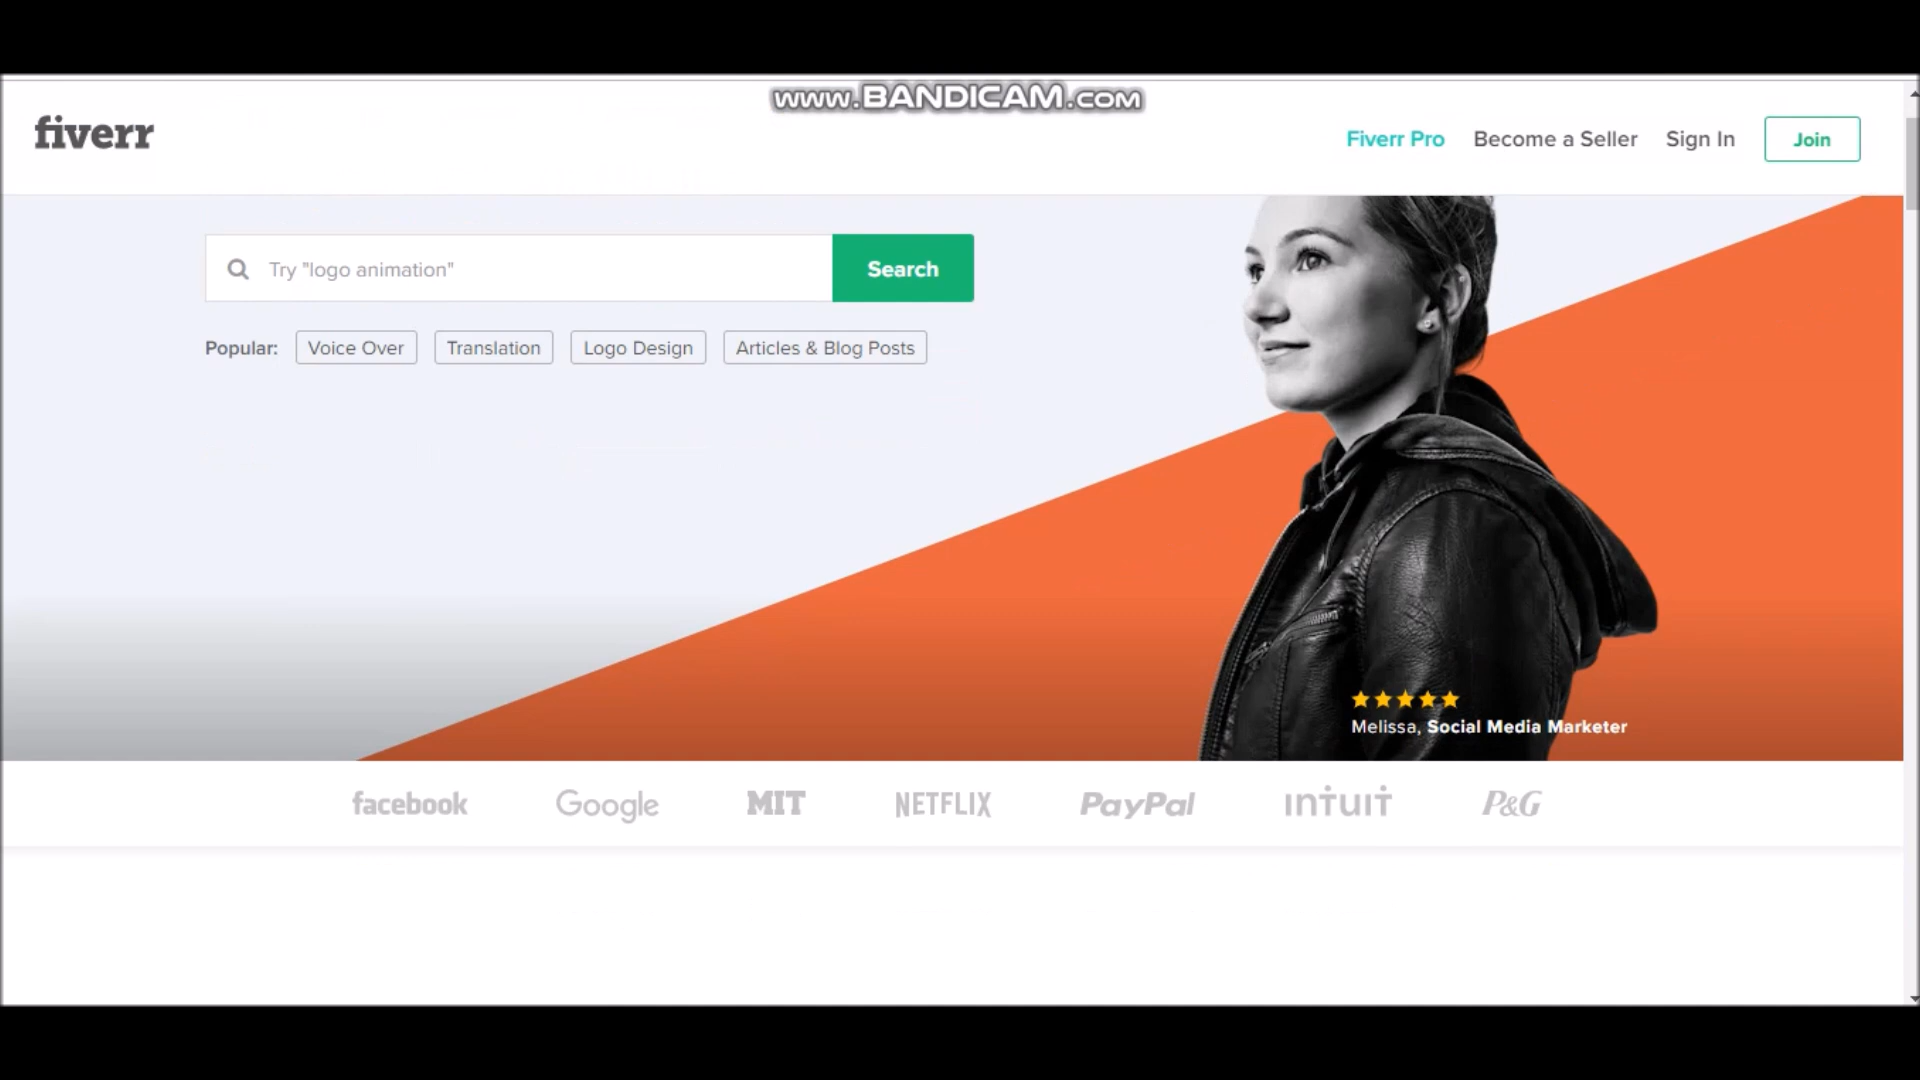 www.BANDICAM.com
fiverr
Fiverr Pro Become a Seller Sign In Join
Try "logo animation" Search
Popular: Voice Over Translation Logo Design Articles & Blog Posts
Melissa, Social Media Marketer
facebook Google MIT NETFLIX PayPal intuit P&G